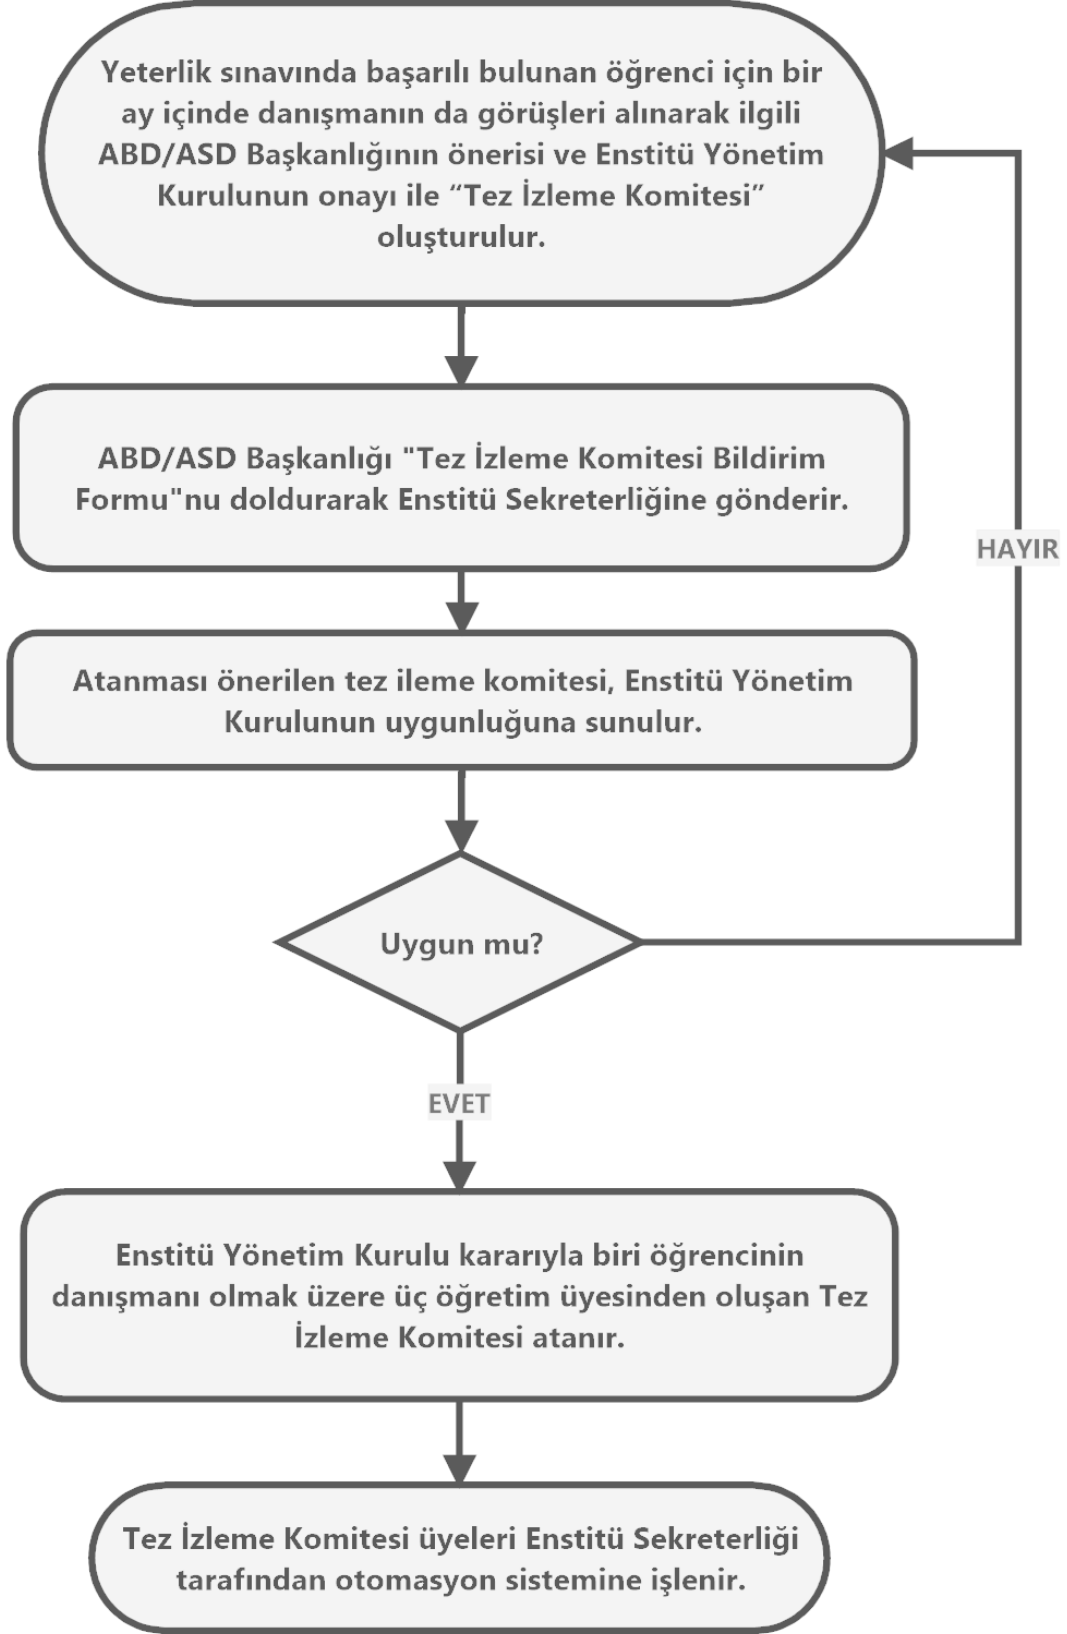 Yeterlik sınavında başarılı bulunan öğrenci için bir
ay içinde danışmanın da görüşleri alınarak ilgili
ABD/ASD Başkanlığının önerisi ve Enstitü Yönetim
Kurulunun onayı ile “Tez İzleme Komitesi”
oluşturulur.
ABD/ASD Başkanlığı "Tez İzleme Komitesi Bildirim
Formu"nu doldurarak Enstitü Sekreterliğine gönderir.
HAYIR
Atanması önerilen tez ileme komitesi, Enstitü Yönetim
Kurulunun uygunluğuna sunulur.
Uygun mu?
EVET
Enstitü Yönetim Kurulu kararıyla biri öğrencinin
danışmanı olmak üzere üç öğretim üyesinden oluşan Tez
İzleme Komitesi atanır.
Tez İzleme Komitesi üyeleri Enstitü Sekreterliği
tarafından otomasyon sistemine işlenir.